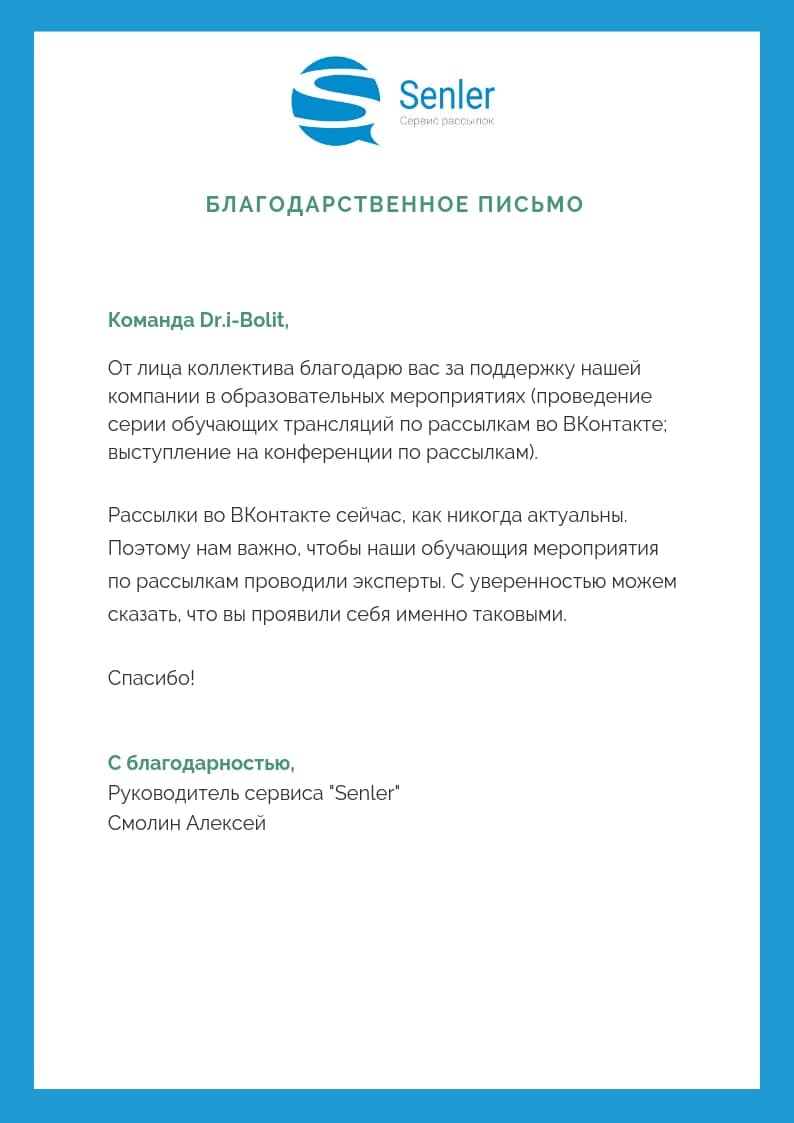 Senler
Сервис рассылок
БЛАГОДАРСТВЕННОЕ ПИСЬМО
Команда Dr.i-Bolit,
От лица коллектива благодарю вас за поддержку нашей
компании в образовательных мероприятиях (проведение
серии обучающих трансляций по рассылкам во ВКонтакте;
выступление на конференции по рассылкам).
Рассылки во ВКонтакте сейчас, как никогда актуальны.
Поэтому нам важно, чтобы наши обучающия мероприятия
по рассылкам проводили эксперты. С уверенностью можем
сказать, что вы проявили себя именно таковыми.
Спасибо!
С благодарностью,
Руководитель сервиса "Senler"
Смолин Алексей